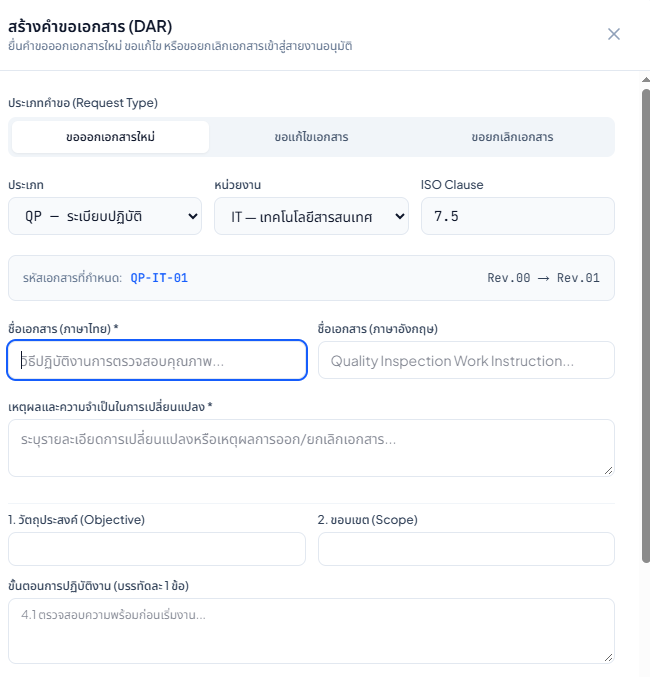 สร้างคำขอเอกสาร (DAR)
ยื่นคำขอออกเอกสารใหม่ ขอแก้ไข หรือขอยกเลิกเอกสารเข้าสู่สายงานอนุมัติ
ประเภทคำขอ (Request Type)
ขอออกเอกสารใหม่ ขอแก้ไขเอกสาร ขอยกเลิกเอกสาร
ประเภท หน่วยงาน ISO Clause
QP — ระเบียบปฏิบัติ IT — เทคโนโลยีสารสนเทศ 7.5
รหัสเอกสารที่กำหนด: QP-IT-01 Rev.00 → Rev.01
ชื่อเอกสาร (ภาษาไทย) * ชื่อเอกสาร (ภาษาอังกฤษ)
วิธีปฏิบัติงานการตรวจสอบคุณภาพ... Quality Inspection Work Instruction...
เหตุผลและความจำเป็นในการเปลี่ยนแปลง *
ระบุรายละเอียดการเปลี่ยนแปลงหรือเหตุผลการออก/ยกเลิกเอกสาร...
1. วัตถุประสงค์ (Objective) 2. ขอบเขต (Scope)
ขั้นตอนการปฏิบัติงาน (บรรทัดละ 1 ข้อ)
4.1 ตรวจสอบความพร้อมก่อนเริ่มงาน...